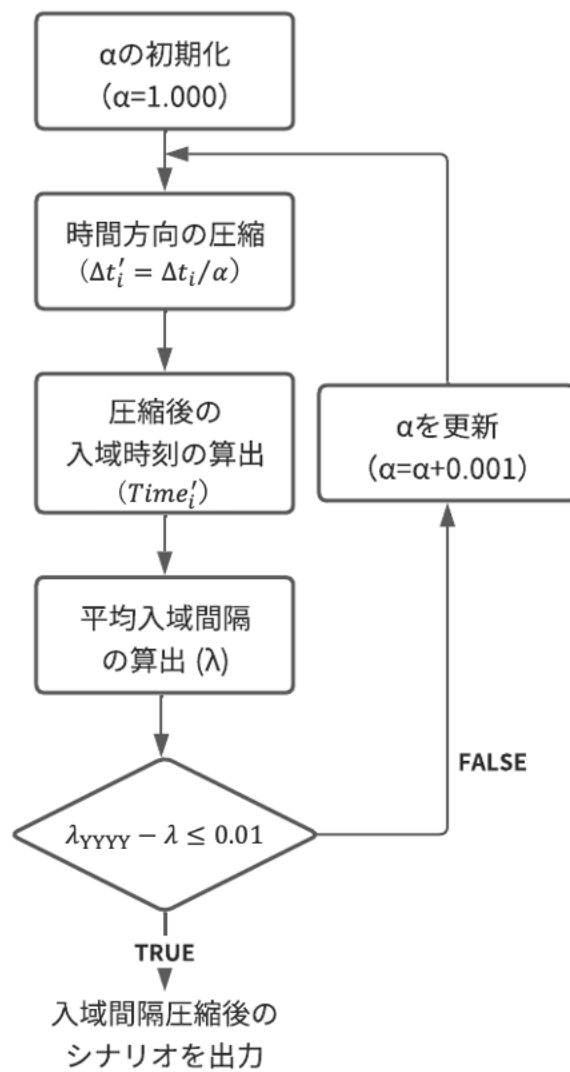 αの初期化
（α=1.000）
時間方向の圧縮
（Δt′ᵢ = Δtᵢ/α）
圧縮後の
入域時刻の算出
（Time′ᵢ）
αを更新
（α=α+0.001）
平均入域間隔
の算出 (λ)
λYYYY − λ ≤ 0.01
FALSE
TRUE
入域間隔圧縮後の
シナリオを出力